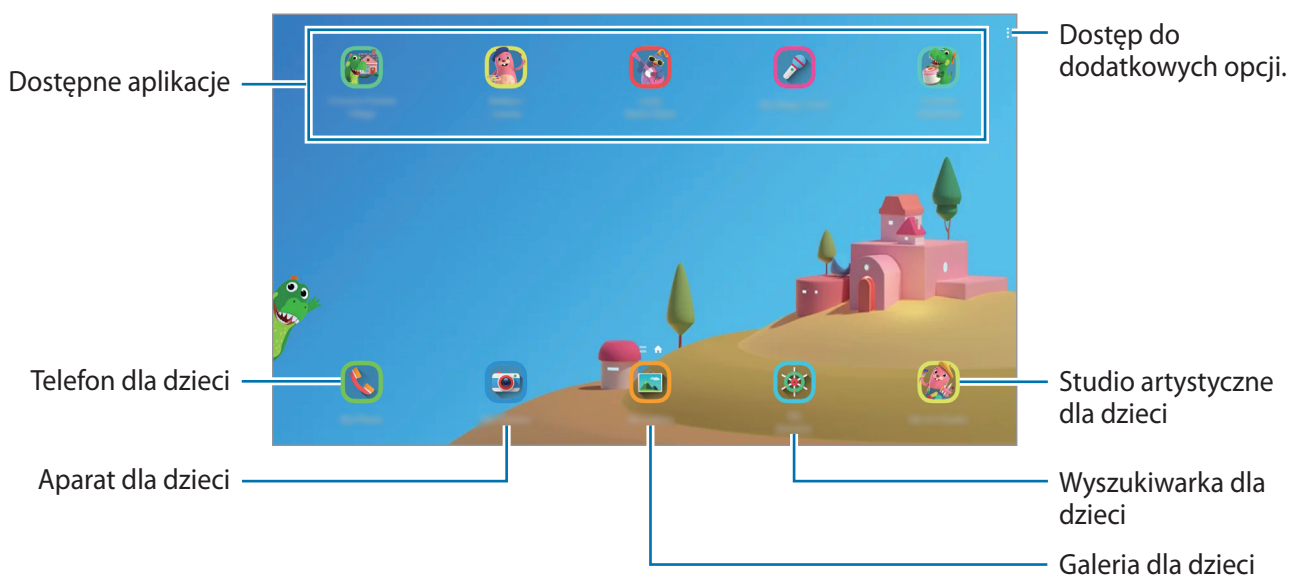 Dostępne aplikacje
Dostęp do
dodatkowych opcji.
Telefon dla dzieci
Studio artystyczne
dla dzieci
Aparat dla dzieci
Wyszukiwarka dla
dzieci
Galeria dla dzieci